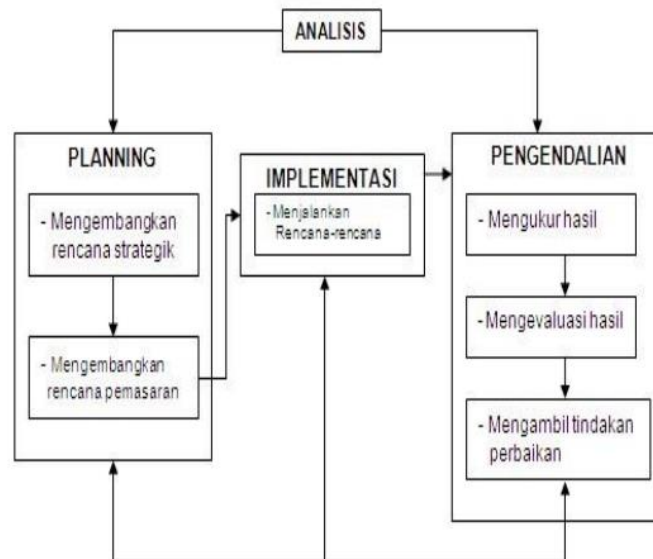 ANALISIS
PLANNING
- Mengembangkan
rencana strategik
- Mengembangkan
rencana pemasaran
IMPLEMENTASI
- Menjalankan
Rencana-rencana
PENGENDALIAN
- Mengukur hasil
- Mengevaluasi hasil
- Mengambil tindakan
perbaikan